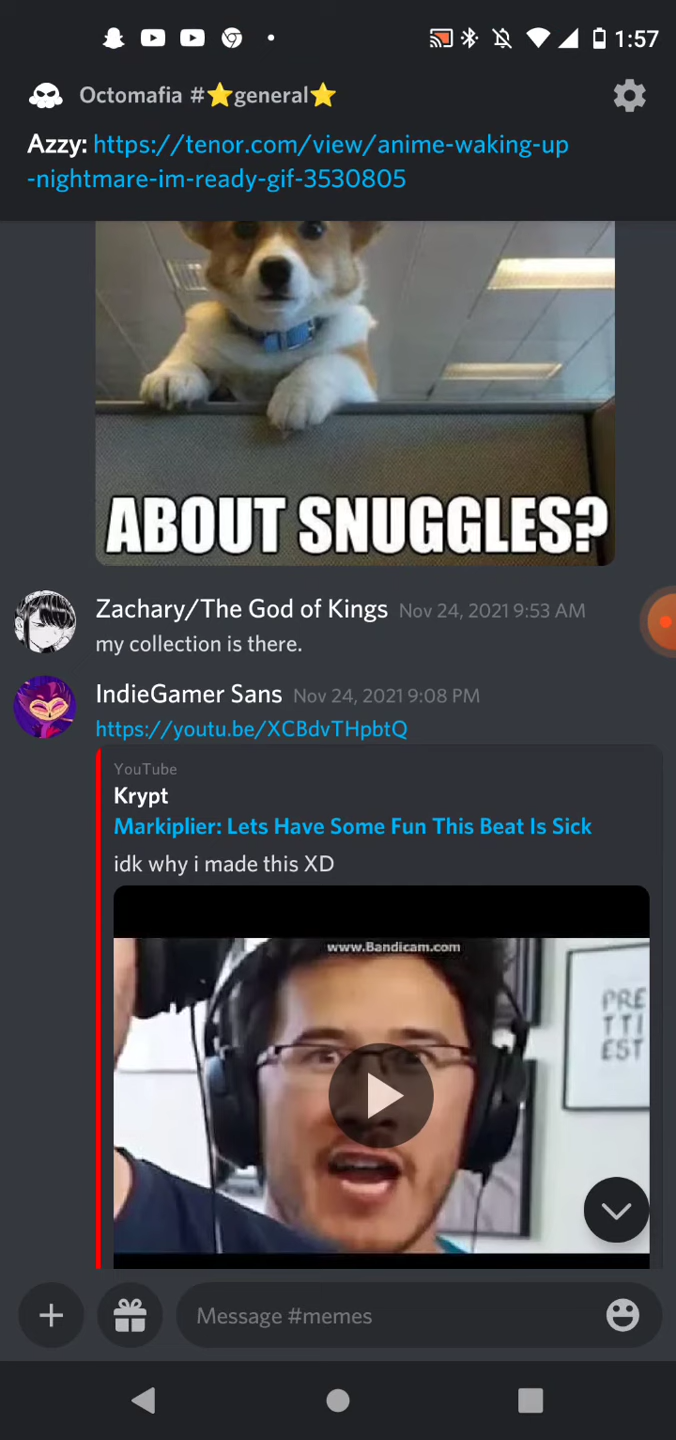 1:57
Octomafia #⭐general⭐
Azzy: https://tenor.com/view/anime-waking-up
-nightmare-im-ready-gif-3530805
ABOUT SNUGGLES?
Zachary/The God of Kings Nov 24, 2021 9:53 AM
my collection is there.
IndieGamer Sans Nov 24, 2021 9:08 PM
https://youtu.be/XCBdvTHpbtQ
YouTube
Krypt
Markiplier: Lets Have Some Fun This Beat Is Sick
idk why i made this XD
www.Bandicam.com
PRE
TTI
EST
Message #memes